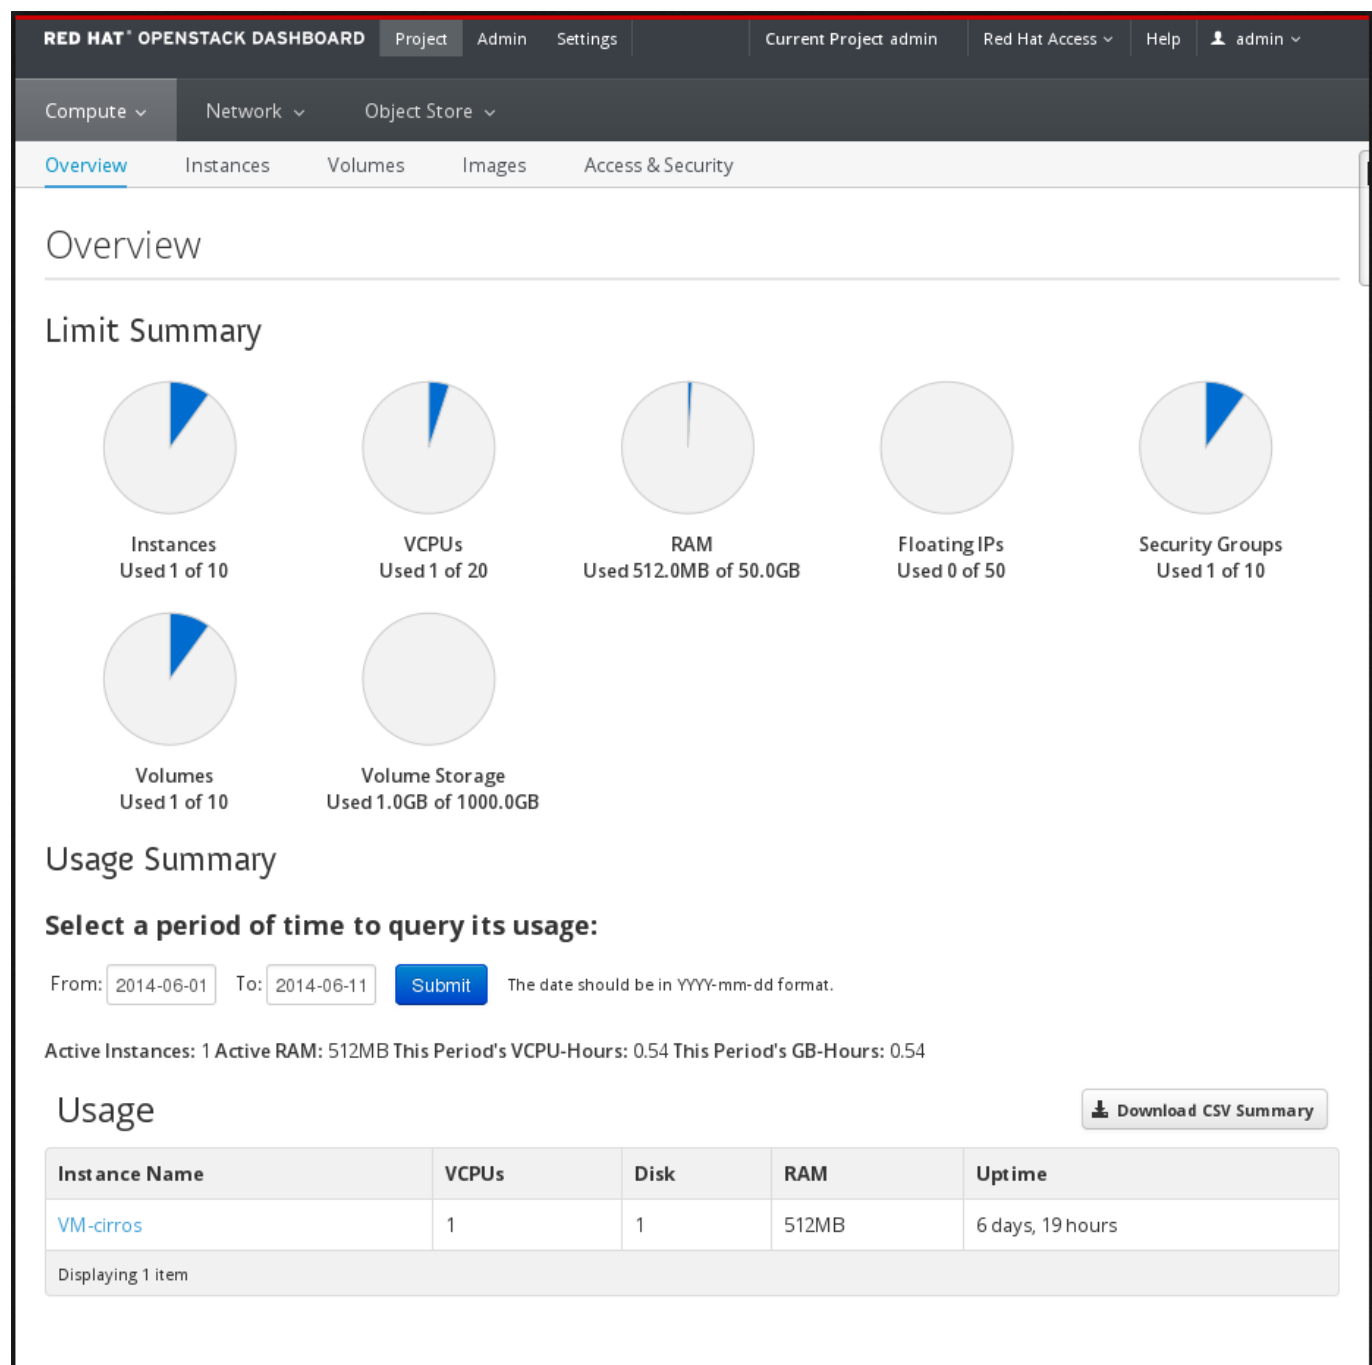 RED HAT® OPENSTACK DASHBOARD Project Admin Settings Current Project admin Red Hat Access Help admin
Compute Network Object Store
Overview Instances Volumes Images Access & Security
Overview
Limit Summary
Instances VCPUs RAM Floating IPs Security Groups
Used 1 of 10 Used 1 of 20 Used 512.0MB of 50.0GB Used 0 of 50 Used 1 of 10
Volumes Volume Storage
Used 1 of 10 Used 1.0GB of 1000.0GB
Usage Summary
Select a period of time to query its usage:
From: 2014-06-01 To: 2014-06-11 Submit The date should be in YYYY-mm-dd format.
Active Instances: 1 Active RAM: 512MB This Period's VCPU-Hours: 0.54 This Period's GB-Hours: 0.54
Usage Download CSV Summary
Instance Name VCPUs Disk RAM Uptime
VM-cirros 1 1 512MB 6 days, 19 hours
Displaying 1 item